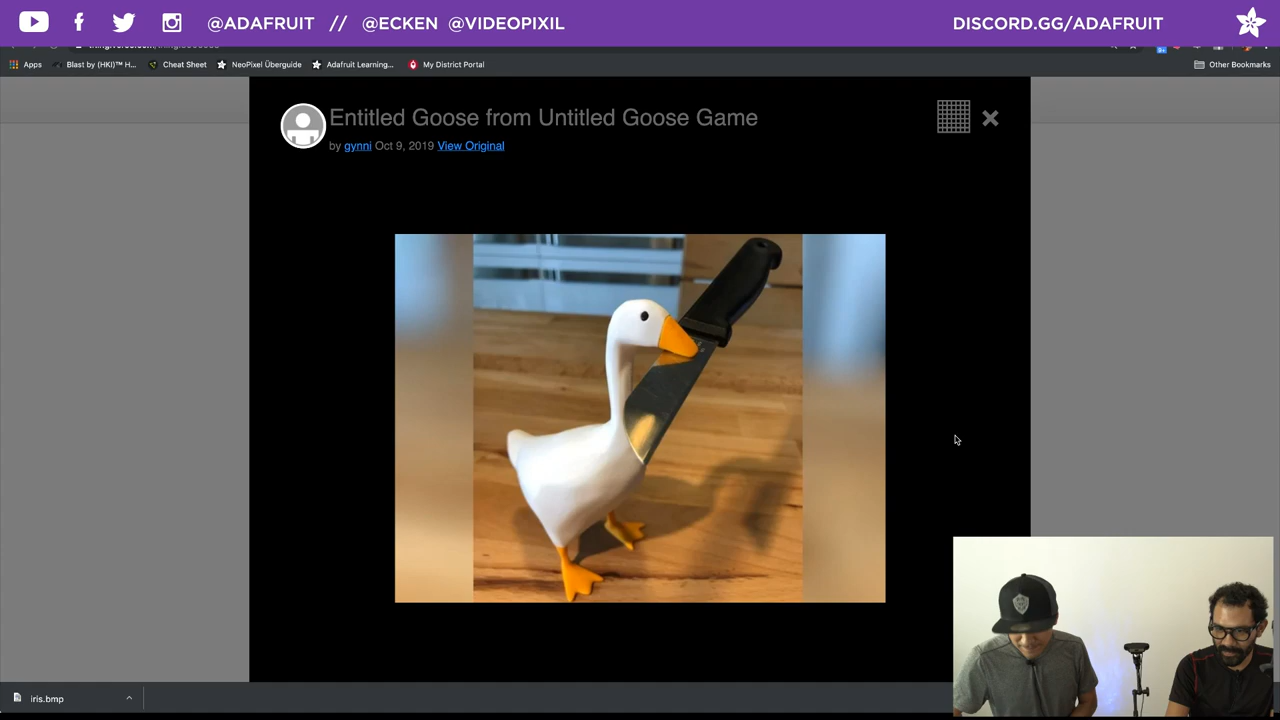 @ADAFRUIT // @ECKEN @VIDEOPIXIL
DISCORD.GG/ADAFRUIT
Apps
Blast by (HKI)™ H...
Cheat Sheet
NeoPixel Überguide
Adafruit Learning...
My District Portal
Other Bookmarks
Entitled Goose from Untitled Goose Game
by gynni Oct 9, 2019 View Original
iris.bmp